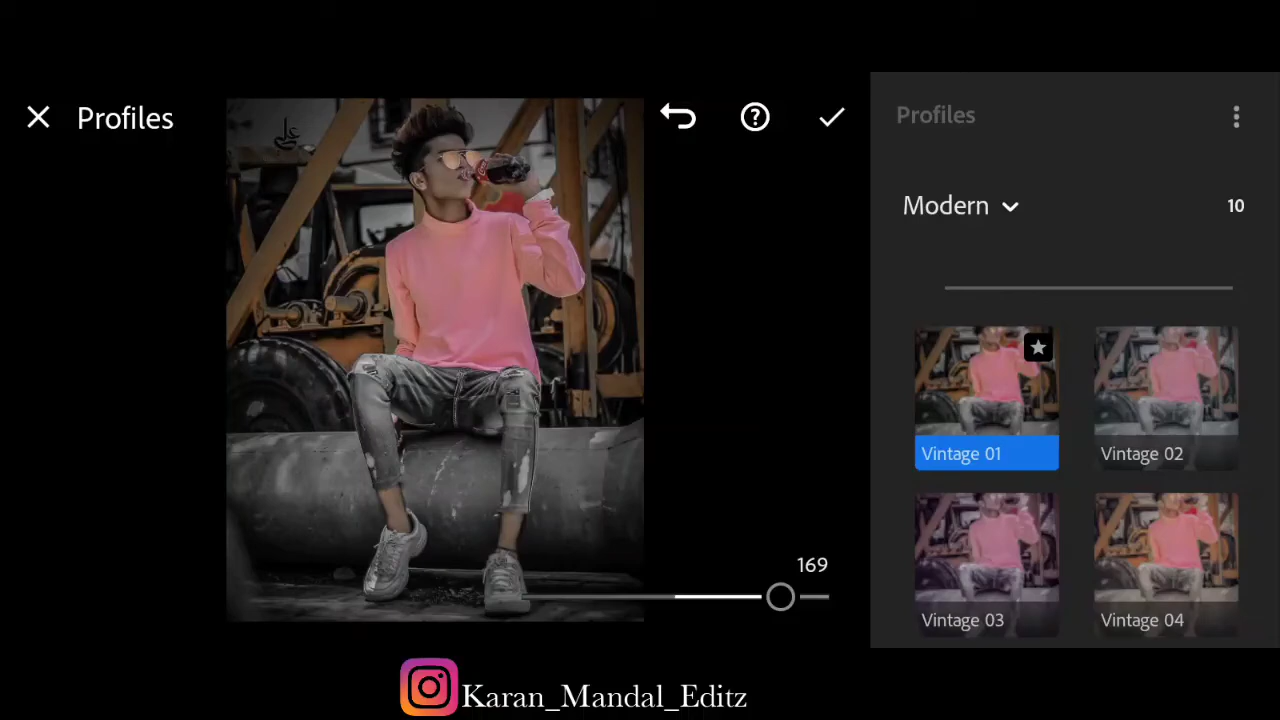 Profiles
Profiles
Modern
10
Vintage 01
Vintage 02
Vintage 03
Vintage 04
169
Karan_Mandal_Editz